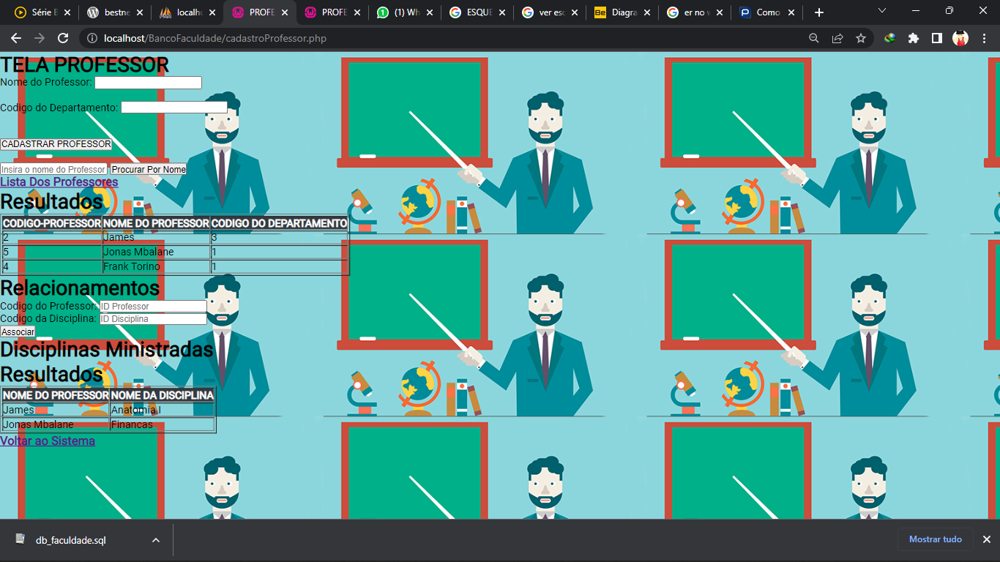 Série B
bestne
localho
PROFE
PROFE
(1) Wh
ESQUE
ver esc
Be Diagra
er no w
Como
localhost/BancoFaculdade/cadastroProfessor.php
TELA PROFESSOR
Nome do Professor:
Codigo do Departamento:
CADASTRAR PROFESSOR
Insira o nome do Professor Procurar Por Nome
Lista Dos Professores
Resultados
CODIGO-PROFESSOR NOME DO PROFESSOR CODIGO DO DEPARTAMENTO
2 James 3
5 Jonas Mbalane 1
4 Frank Torino 1
Relacionamentos
Codigo do Professor: ID Professor
Codigo da Disciplina: ID Disciplina
Associar
Disciplinas Ministradas
Resultados
NOME DO PROFESSOR NOME DA DISCIPLINA
James Anatomia I
Jonas Mbalane Financas
Voltar ao Sistema
db_faculdade.sql
Mostrar tudo